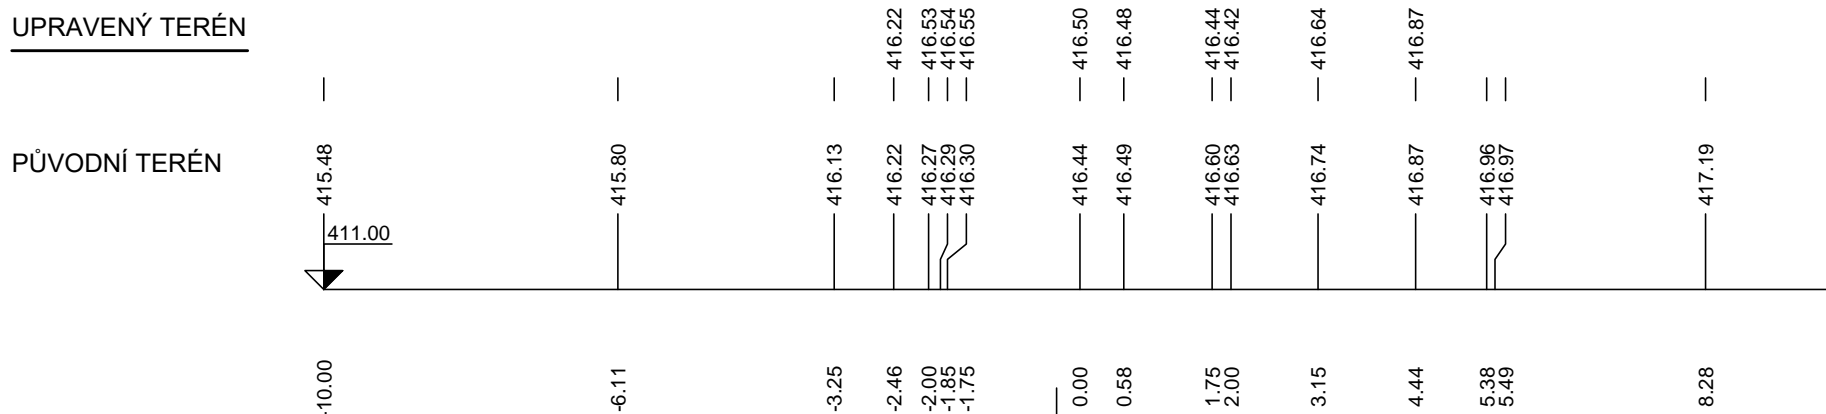 UPRAVENÝ TERÉN
416.22 416.53 416.54 416.55 416.50 416.48 416.44 416.42 416.64 416.87
PŮVODNÍ TERÉN
415.48 415.80 416.13 416.22 416.27 416.29 416.30 416.44 416.49 416.60 416.63 416.74 416.87 416.96 416.97 417.19
411.00
-10.00 -6.11 -3.25 -2.46 -2.00 -1.85 -1.75 0.00 0.58 1.75 2.00 3.15 4.44 5.38 5.49 8.28